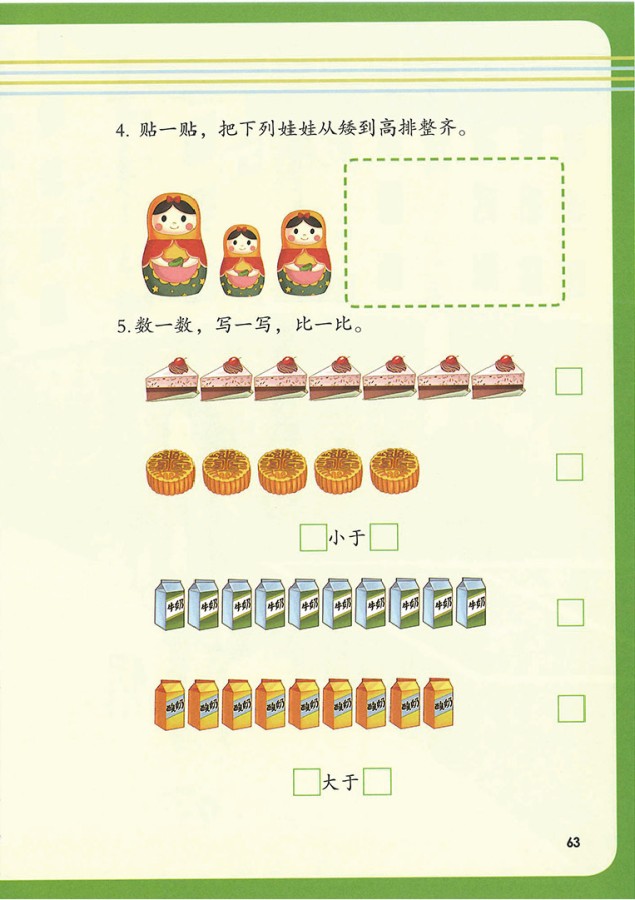 4. 贴一贴，把下列娃娃从矮到高排整齐。
5.数一数，写一写，比一比。
小于
牛奶 牛奶 牛奶 牛奶 牛奶 牛奶 牛奶 牛奶 牛奶 牛奶
酸奶 酸奶 酸奶 酸奶 酸奶 酸奶 酸奶 酸奶 酸奶
大于
63